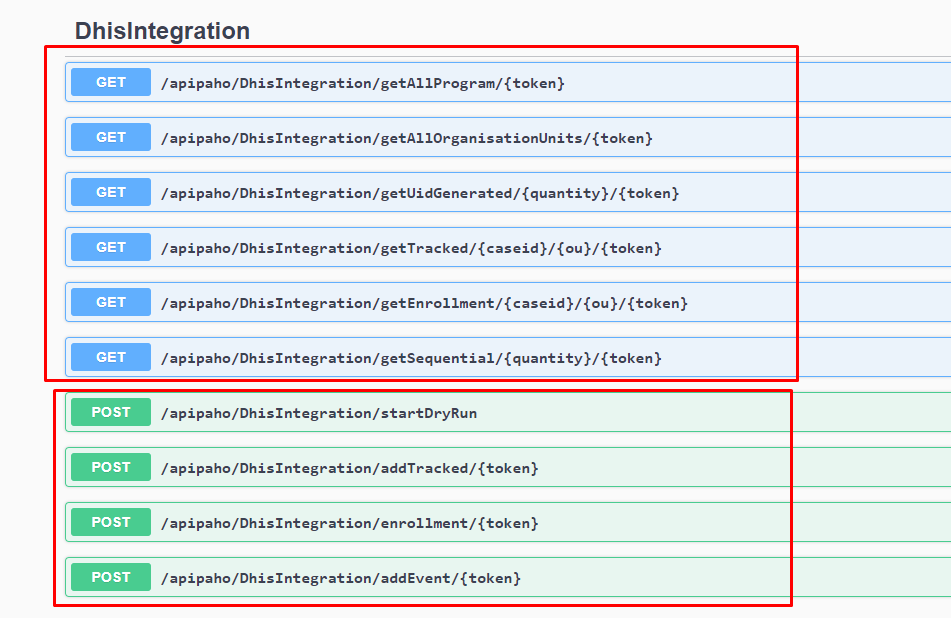 DhisIntegration
GET /apipaho/DhisIntegration/getAllProgram/{token}
GET /apipaho/DhisIntegration/getAllOrganisationUnits/{token}
GET /apipaho/DhisIntegration/getUidGenerated/{quantity}/{token}
GET /apipaho/DhisIntegration/getTracked/{caseid}/{ou}/{token}
GET /apipaho/DhisIntegration/getEnrollment/{caseid}/{ou}/{token}
GET /apipaho/DhisIntegration/getSequential/{quantity}/{token}
POST /apipaho/DhisIntegration/startDryRun
POST /apipaho/DhisIntegration/addTracked/{token}
POST /apipaho/DhisIntegration/enrollment/{token}
POST /apipaho/DhisIntegration/addEvent/{token}